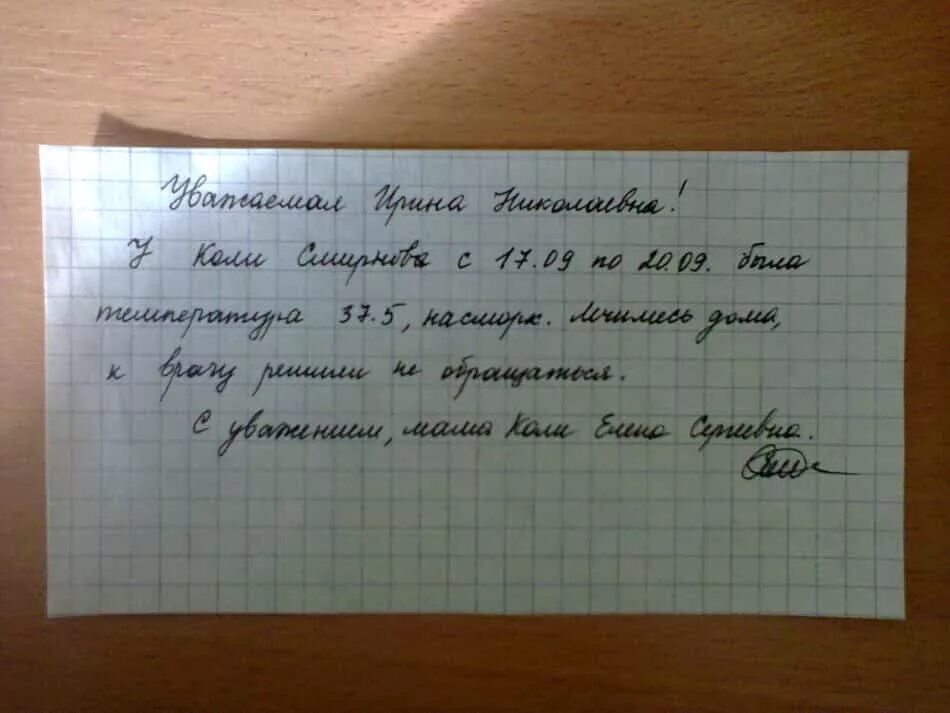 Уважаемая Ирина Николаевна!
У Коли Смирнова с 17.09 по 20.09. была
температура 37.5, насморк. Лечились дома,
к врачу решили не обращаться.
С уважением, мама Коли Елена Сергевна.